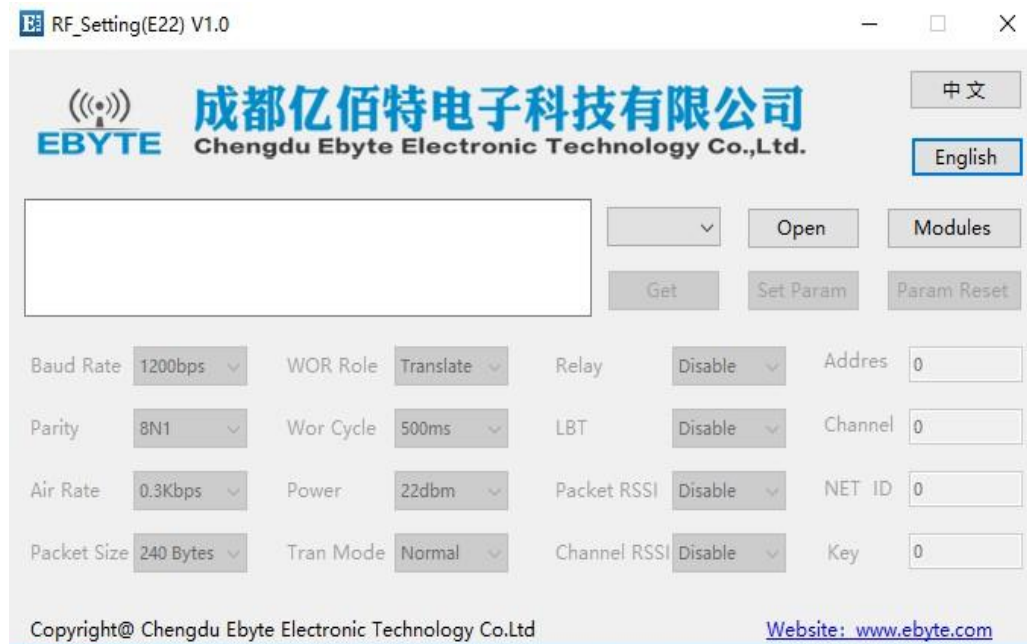 RF_Setting(E22) V1.0
成都亿佰特电子科技有限公司
EBYTE
Chengdu Ebyte Electronic Technology Co.,Ltd.
中文
English
Open
Modules
Get
Set Param
Param Reset
Baud Rate 1200bps WOR Role Translate Relay Disable Addres 0
Parity 8N1 Wor Cycle 500ms LBT Disable Channel 0
Air Rate 0.3Kbps Power 22dbm Packet RSSI Disable NET ID 0
Packet Size 240 Bytes Tran Mode Normal Channel RSSI Disable Key 0
Copyright@ Chengdu Ebyte Electronic Technology Co.Ltd Website: www.ebyte.com